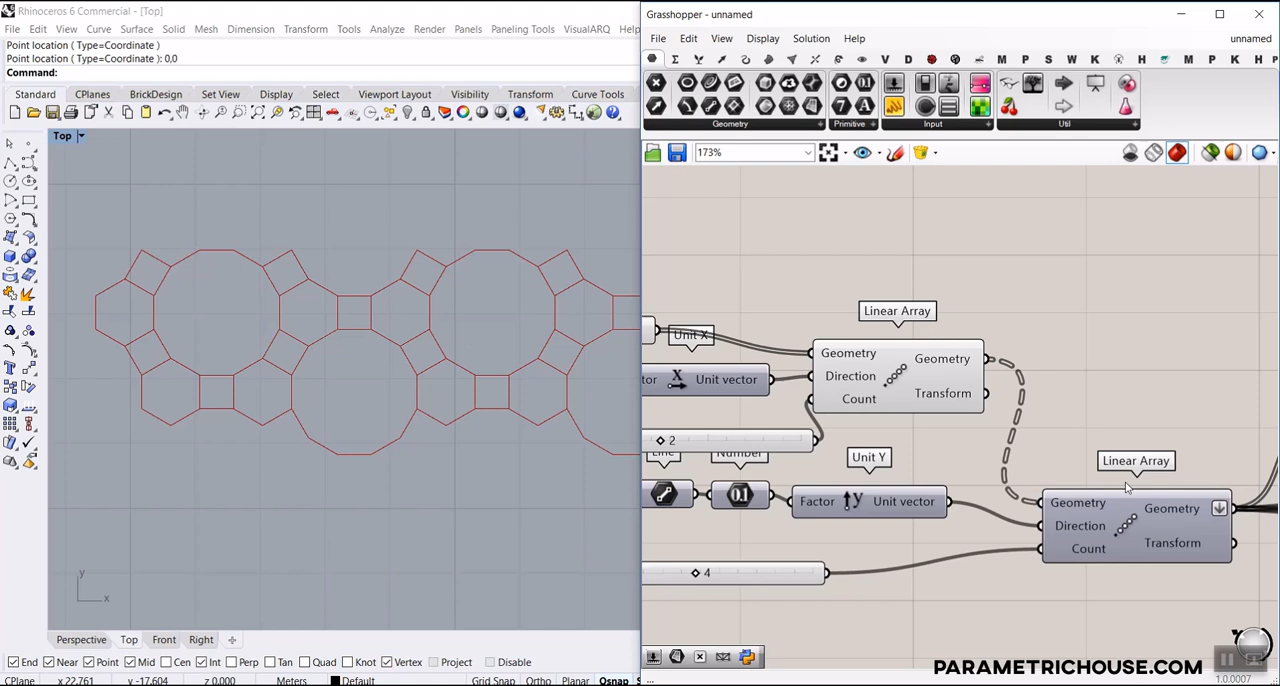 Rhinoceros 6 Commercial - [Top]
File Edit View Curve Surface Solid Mesh Dimension Transform Tools Analyze Render Panels Paneling Tools VisualARQ Help
Point location ( Type=Coordinate )
Point location ( Type=Coordinate ): 0,0
Command:
Standard CPlanes BrickDesign Set View Display Select Viewport Layout Visibility Transform Curve Tools
Top
y
x
Perspective Top Front Right
End Near Point Mid Cen Int Perp Tan Quad Knot Vertex Project Disable
CPlane x 22.761 y -17.604 z 0.000 Meters Default Grid Snap Ortho Planar Osnap
Grasshopper - unnamed
File Edit View Display Solution Help unnamed
M P S W K H M P K H
Geometry Primitive Input Util
173%
Linear Array
Unit X
Geometry Direction Count Geometry Transform
tor X Unit vector
2
Line Number Unit Y
0.1
Factor y Unit vector
Linear Array
Geometry Direction Count Geometry Transform
4
PARAMETRICHOUSE.COM
1.0.0007